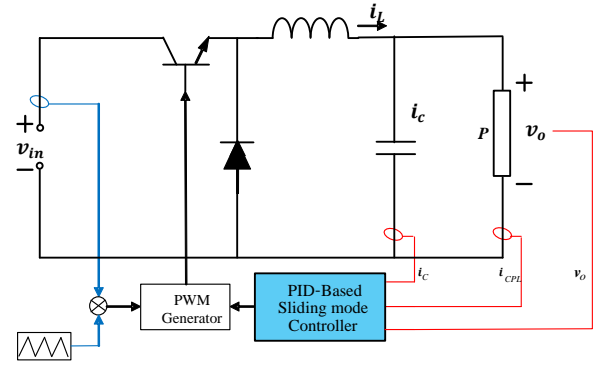 i_L
i_c
+
v_in
−
+
P
v_o
−
i_C
i_CPL
v_o
PWM
Generator
PID-Based
Sliding mode
Controller